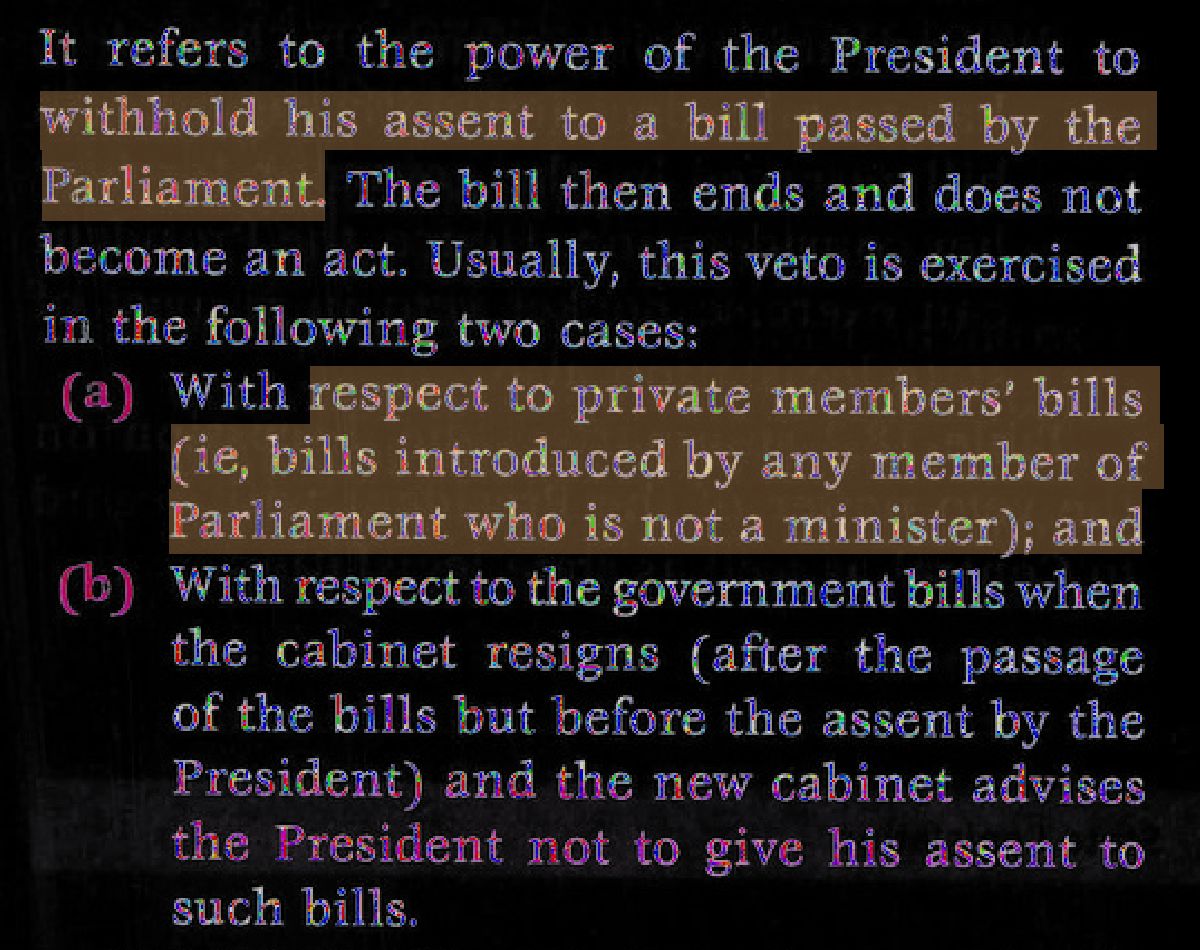 It refers to the power of the President to
withhold his assent to a bill passed by the
Parliament. The bill then ends and does not
become an act. Usually, this veto is exercised
in the following two cases:
(a) With respect to private members' bills
(ie, bills introduced by any member of
Parliament who is not a minister); and
(b) With respect to the government bills when
the cabinet resigns (after the passage
of the bills but before the assent by the
President) and the new cabinet advises
the President not to give his assent to
such bills.